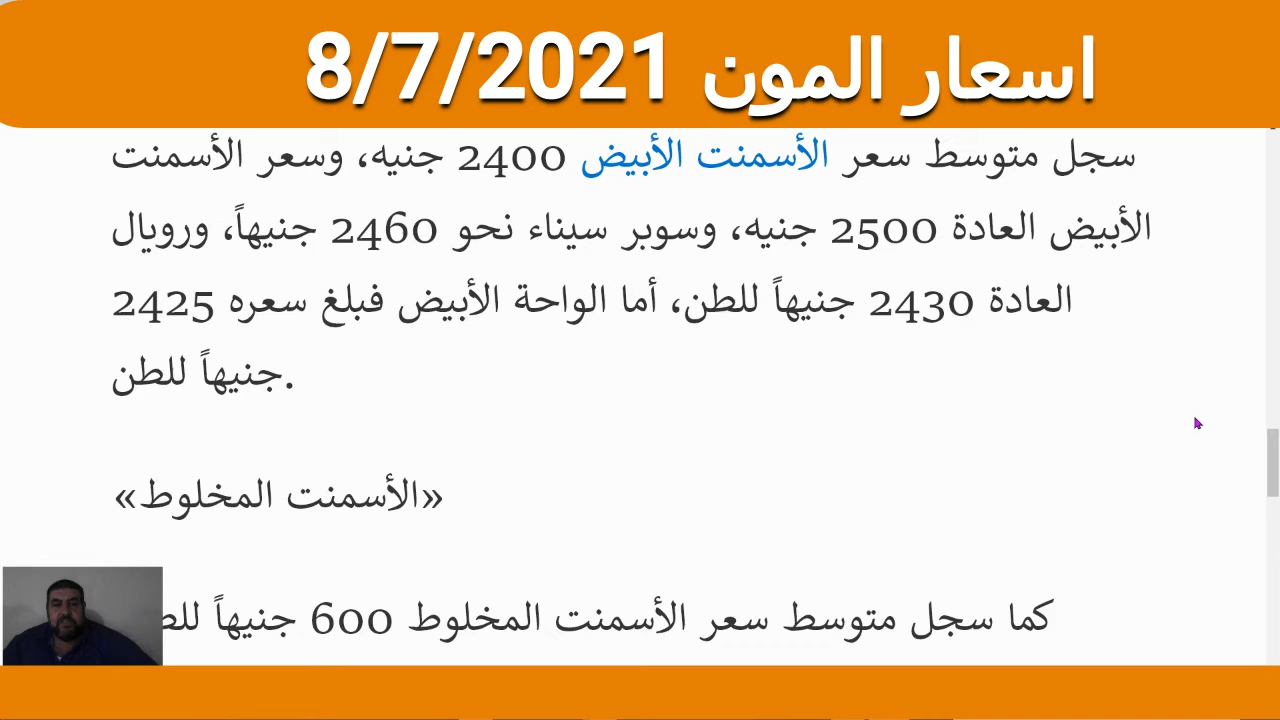 اسعار المون 8/7/2021
سجل متوسط سعر الأسمنت الأبيض 2400 جنيه، وسعر الأسمنت
الأبيض العادة 2500 جنيه، وسوبر سيناء نحو 2460 جنيهاً، ورويال
العادة 2430 جنيهاً للطن، أما الواحة الأبيض فبلغ سعره 2425
جنيهاً للطن.
«الأسمنت المخلوط»
كما سجل متوسط سعر الأسمنت المخلوط 600 جنيهاً